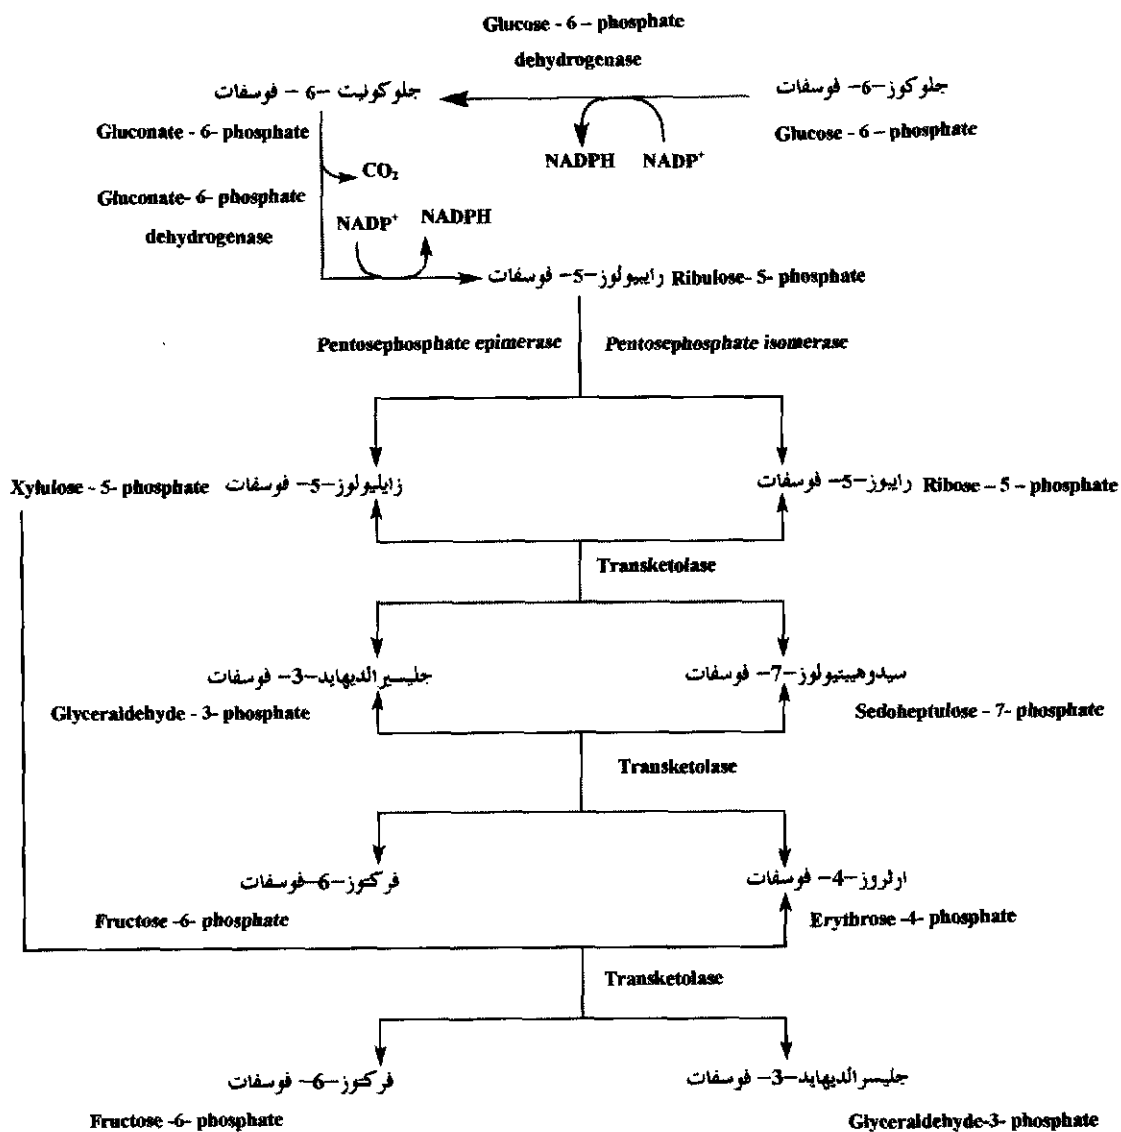 Glucose - 6 - phosphate
dehydrogenase
جلوكونيت -6- فوسفات
جلوكوز-6- فوسفات
Gluconate - 6- phosphate
Glucose - 6 - phosphate
NADPH
NADP⁺
CO₂
Gluconate- 6- phosphate
dehydrogenase
NADP⁺
NADPH
رايبولوز-5- فوسفات
Ribulose- 5- phosphate
Pentosephosphate epimerase
Pentosephosphate isomerase
Xylulose - 5- phosphate
زايليولوز-5- فوسفات
رايبوز-5- فوسفات
Ribose - 5 - phosphate
Transketolase
جليسيرالديهايد-3- فوسفات
سيدوهيبتيولوز-7- فوسفات
Glyceraldehyde - 3- phosphate
Sedoheptulose - 7- phosphate
Transketolase
فركتوز-6-فوسفات
ارثروز-4- فوسفات
Fructose -6- phosphate
Erythrose -4- phosphate
Transketolase
فركتوز-6- فوسفات
جليسرالديهايد-3- فوسفات
Fructose -6- phosphate
Glyceraldehyde-3- phosphate